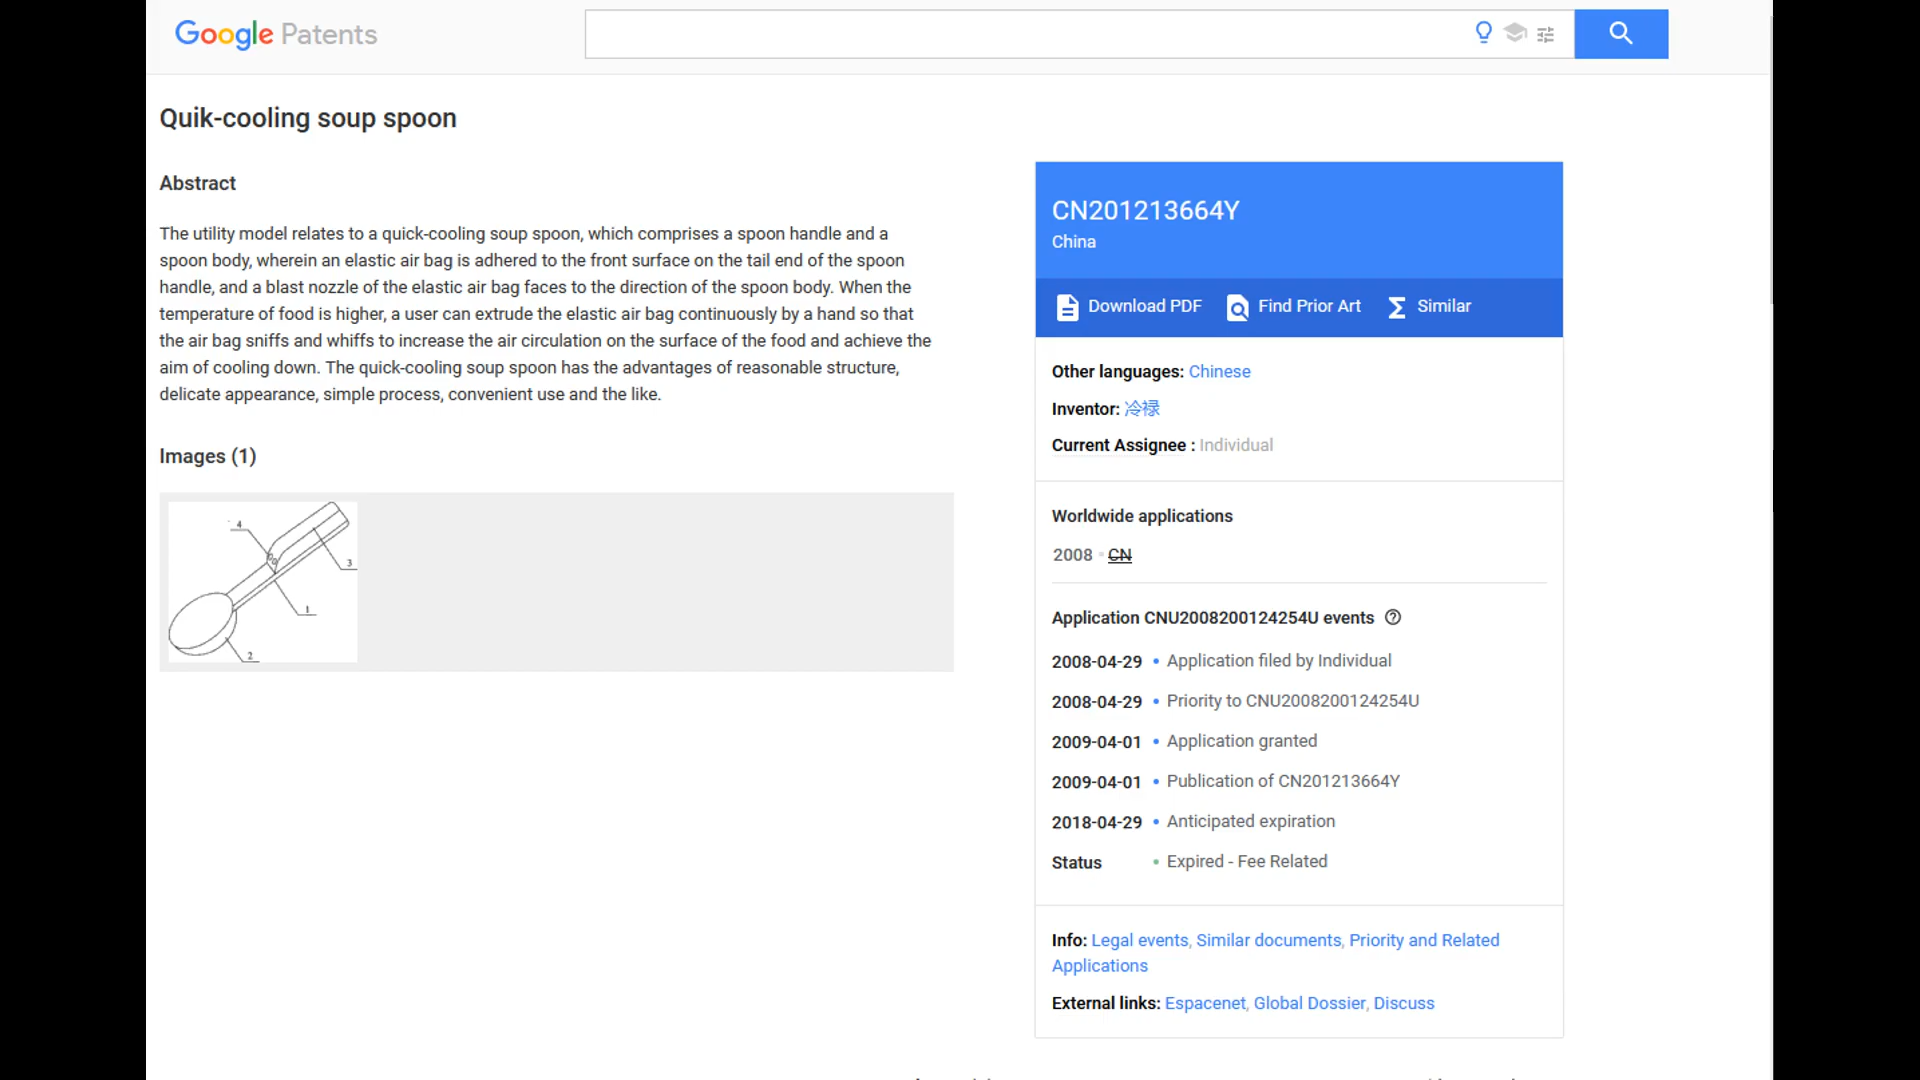 Google Patents
Quik-cooling soup spoon
Abstract
The utility model relates to a quick-cooling soup spoon, which comprises a spoon handle and a
spoon body, wherein an elastic air bag is adhered to the front surface on the tail end of the spoon
handle, and a blast nozzle of the elastic air bag faces to the direction of the spoon body. When the
temperature of food is higher, a user can extrude the elastic air bag continuously by a hand so that
the air bag sniffs and whiffs to increase the air circulation on the surface of the food and achieve the
aim of cooling down. The quick-cooling soup spoon has the advantages of reasonable structure,
delicate appearance, simple process, convenient use and the like.
Images (1)
4
3
1
2
CN201213664Y
China
Download PDF Find Prior Art Similar
Other languages: Chinese
Inventor: 冷禄
Current Assignee : Individual
Worldwide applications
2008 CN
Application CNU2008200124254U events
2008-04-29 • Application filed by Individual
2008-04-29 • Priority to CNU2008200124254U
2009-04-01 • Application granted
2009-04-01 • Publication of CN201213664Y
2018-04-29 • Anticipated expiration
Status • Expired - Fee Related
Info: Legal events, Similar documents, Priority and Related
Applications
External links: Espacenet, Global Dossier, Discuss